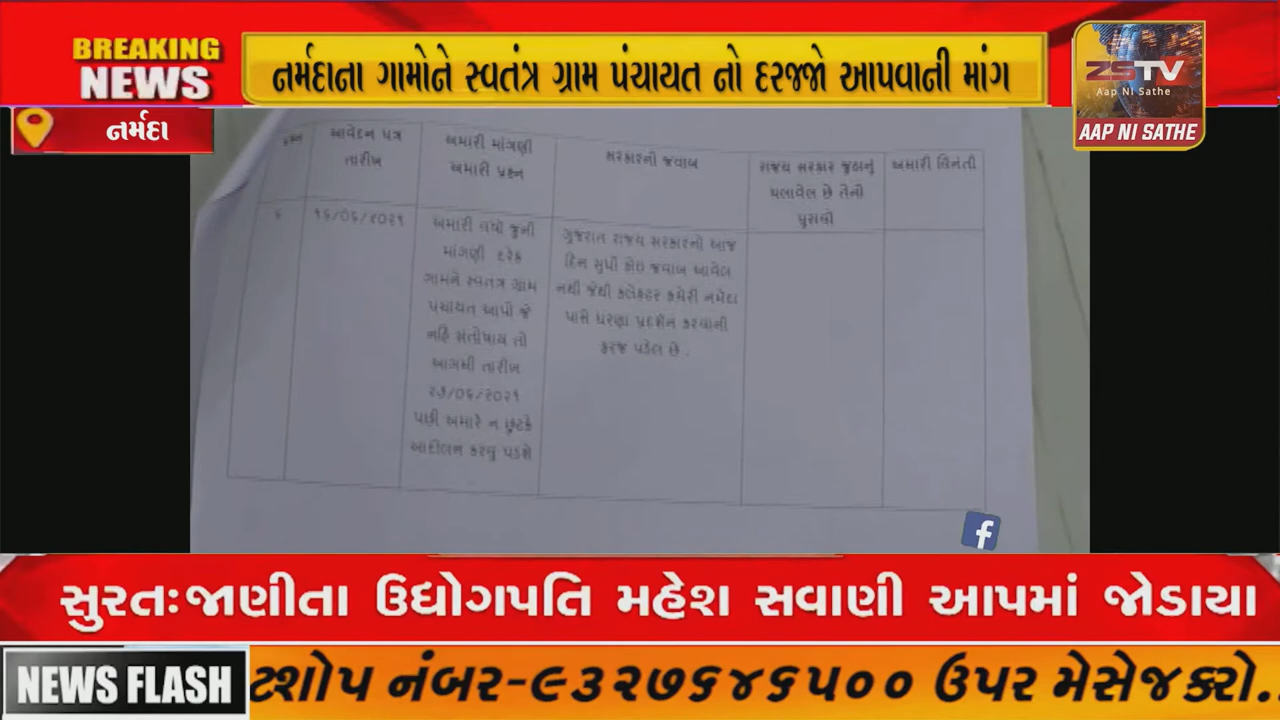 BREAKING
NEWS
નર્મદાના ગામોને સ્વતંત્ર ગ્રામ પંચાયત નો દરજ્જો આપવાની માંગ
ZSTV
Aap Ni Sathe
AAP NI SATHE
નર્મદા
આવેદન પત્ર
તારીખ
અમારી માંગણી
અમારી પ્રશ્ન
સરકારનો જવાબ
રાજ્ય સરકાર જુઠાનું
ચલાવેલ છે તેનો
પુરાવો
અમારી વિનંતી
૬
૧૬/૦૬/૨૦૨૧
અમારી વર્ષો જુની
માંગણી દરેક
ગામને સ્વતંત્ર ગ્રામ
પંચાયત આપો જે
નહિ સંતોષાય તો
આગામી તારીખ
૨૭/૦૬/૨૦૨૧
પછી અમારે ન છુટકે
આંદોલન કરવુ પડશે
ગુજરાત રાજ્ય સરકારનો આજ
દિન સુધી કોઇ જવાબ આવેલ
નથી જેથી કલેક્ટર કચેરી નર્મદા
પાસે ધરણા પ્રદર્શન કરવાની
ફરજ પડેલ છે.
f
સુરતઃજાણીતા ઉદ્યોગપતિ મહેશ સવાણી આપમાં જોડાયા
NEWS FLASH
ટશોપ નંબર-૯૩૨૭૬૪૬૫૦૦ ઉપર મેસેજ કરો..